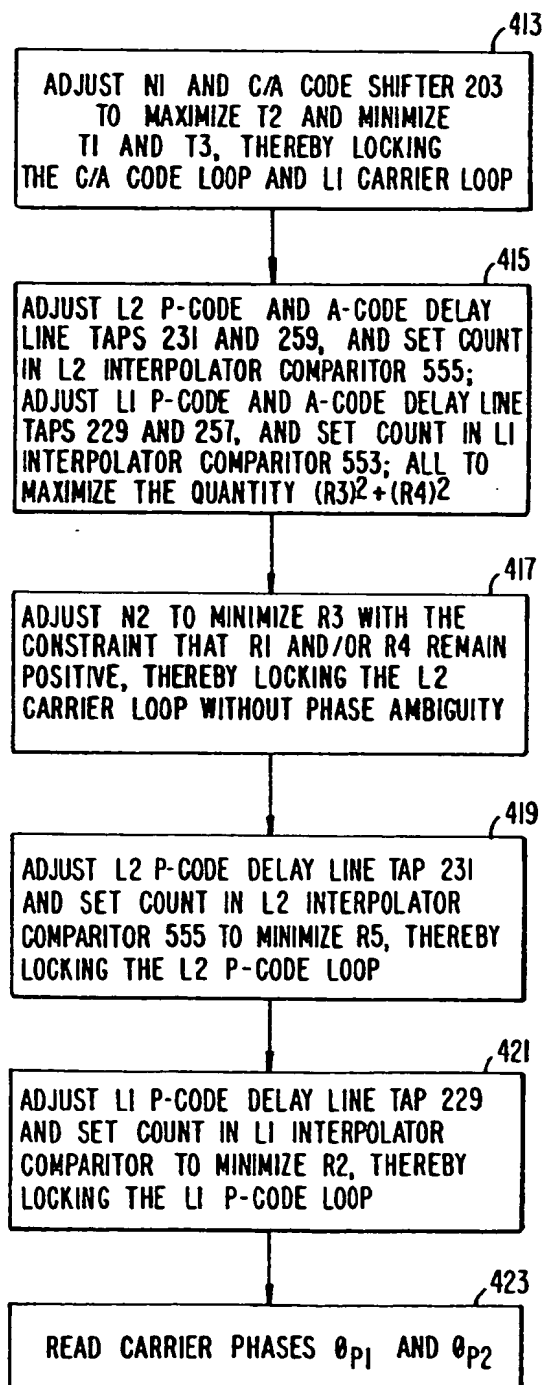 413
ADJUST N1 AND C/A CODE SHIFTER 203
TO MAXIMIZE T2 AND MINIMIZE
T1 AND T3, THEREBY LOCKING
THE C/A CODE LOOP AND L1 CARRIER LOOP
415
ADJUST L2 P-CODE AND A-CODE DELAY
LINE TAPS 231 AND 259, AND SET COUNT
IN L2 INTERPOLATOR COMPARITOR 555;
ADJUST L1 P-CODE AND A-CODE DELAY LINE
TAPS 229 AND 257, AND SET COUNT IN L1
INTERPOLATOR COMPARITOR 553; ALL TO
MAXIMIZE THE QUANTITY (R3)²+(R4)²
417
ADJUST N2 TO MINIMIZE R3 WITH THE
CONSTRAINT THAT R1 AND/OR R4 REMAIN
POSITIVE, THEREBY LOCKING THE L2
CARRIER LOOP WITHOUT PHASE AMBIGUITY
419
ADJUST L2 P-CODE DELAY LINE TAP 231
AND SET COUNT IN L2 INTERPOLATOR
COMPARITOR 555 TO MINIMIZE R5, THEREBY
LOCKING THE L2 P-CODE LOOP
421
ADJUST L1 P-CODE DELAY LINE TAP 229
AND SET COUNT IN L1 INTERPOLATOR
COMPARITOR TO MINIMIZE R2, THEREBY
LOCKING THE L1 P-CODE LOOP
423
READ CARRIER PHASES θP1 AND θP2